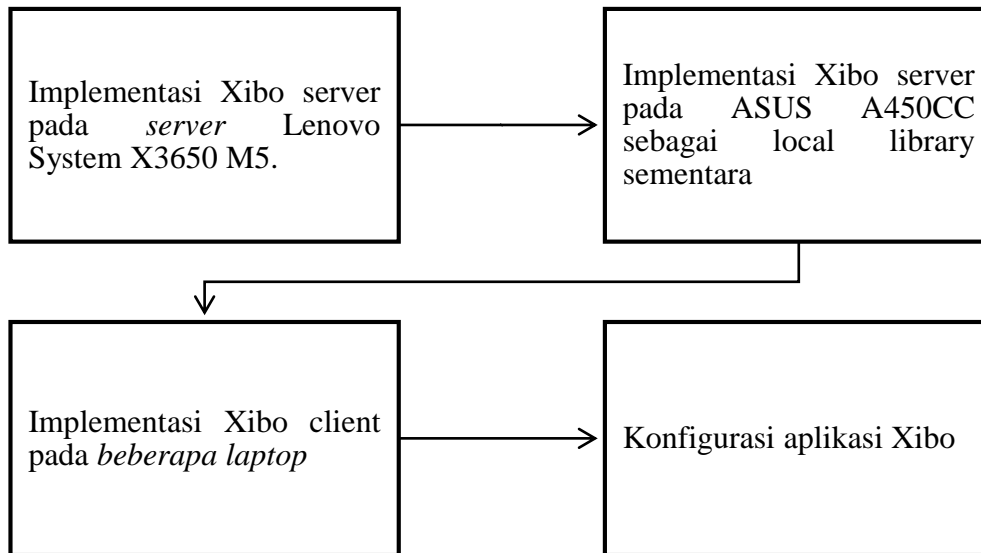 Implementasi Xibo server
pada server Lenovo
System X3650 M5.
Implementasi Xibo server
pada ASUS A450CC
sebagai local library
sementara
Implementasi Xibo client
pada beberapa laptop
Konfigurasi aplikasi Xibo